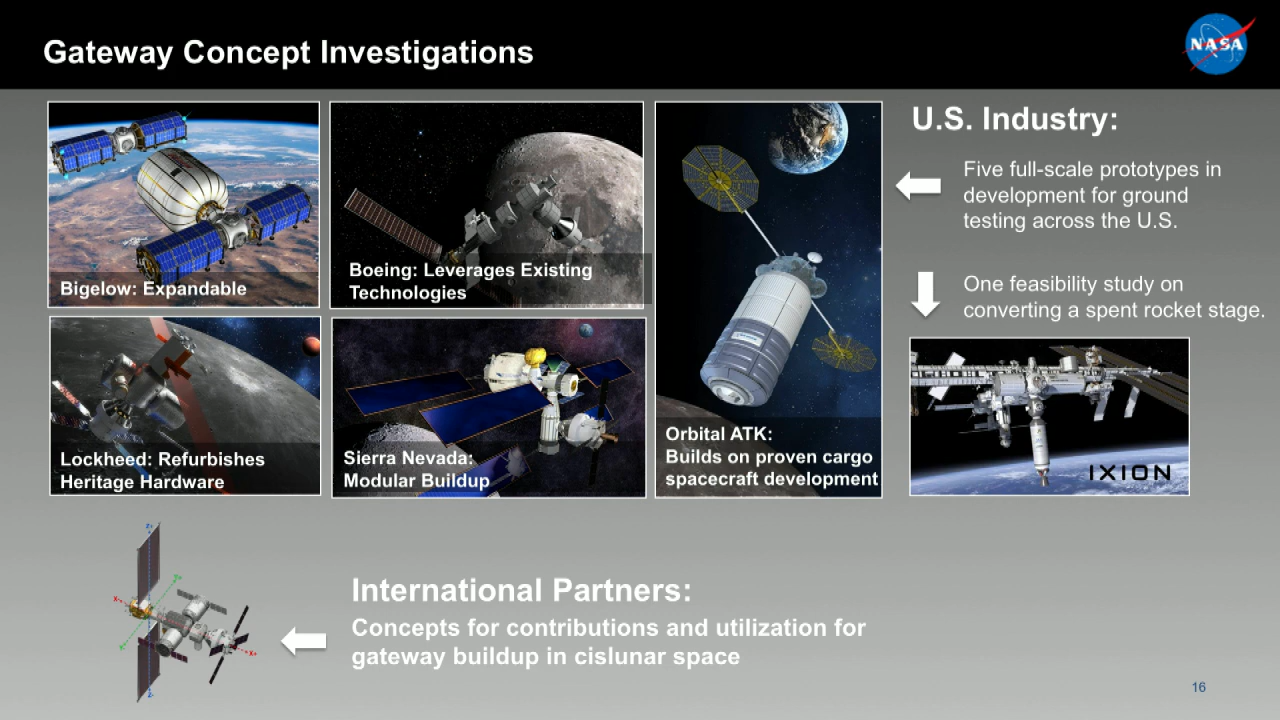 Gateway Concept Investigations
NASA
Bigelow: Expandable
Boeing: Leverages Existing
Technologies
Lockheed: Refurbishes
Heritage Hardware
Sierra Nevada:
Modular Buildup
Orbital ATK:
Builds on proven cargo
spacecraft development
U.S. Industry:
Five full-scale prototypes in
development for ground
testing across the U.S.
One feasibility study on
converting a spent rocket stage.
IXION
International Partners:
Concepts for contributions and utilization for
gateway buildup in cislunar space
16